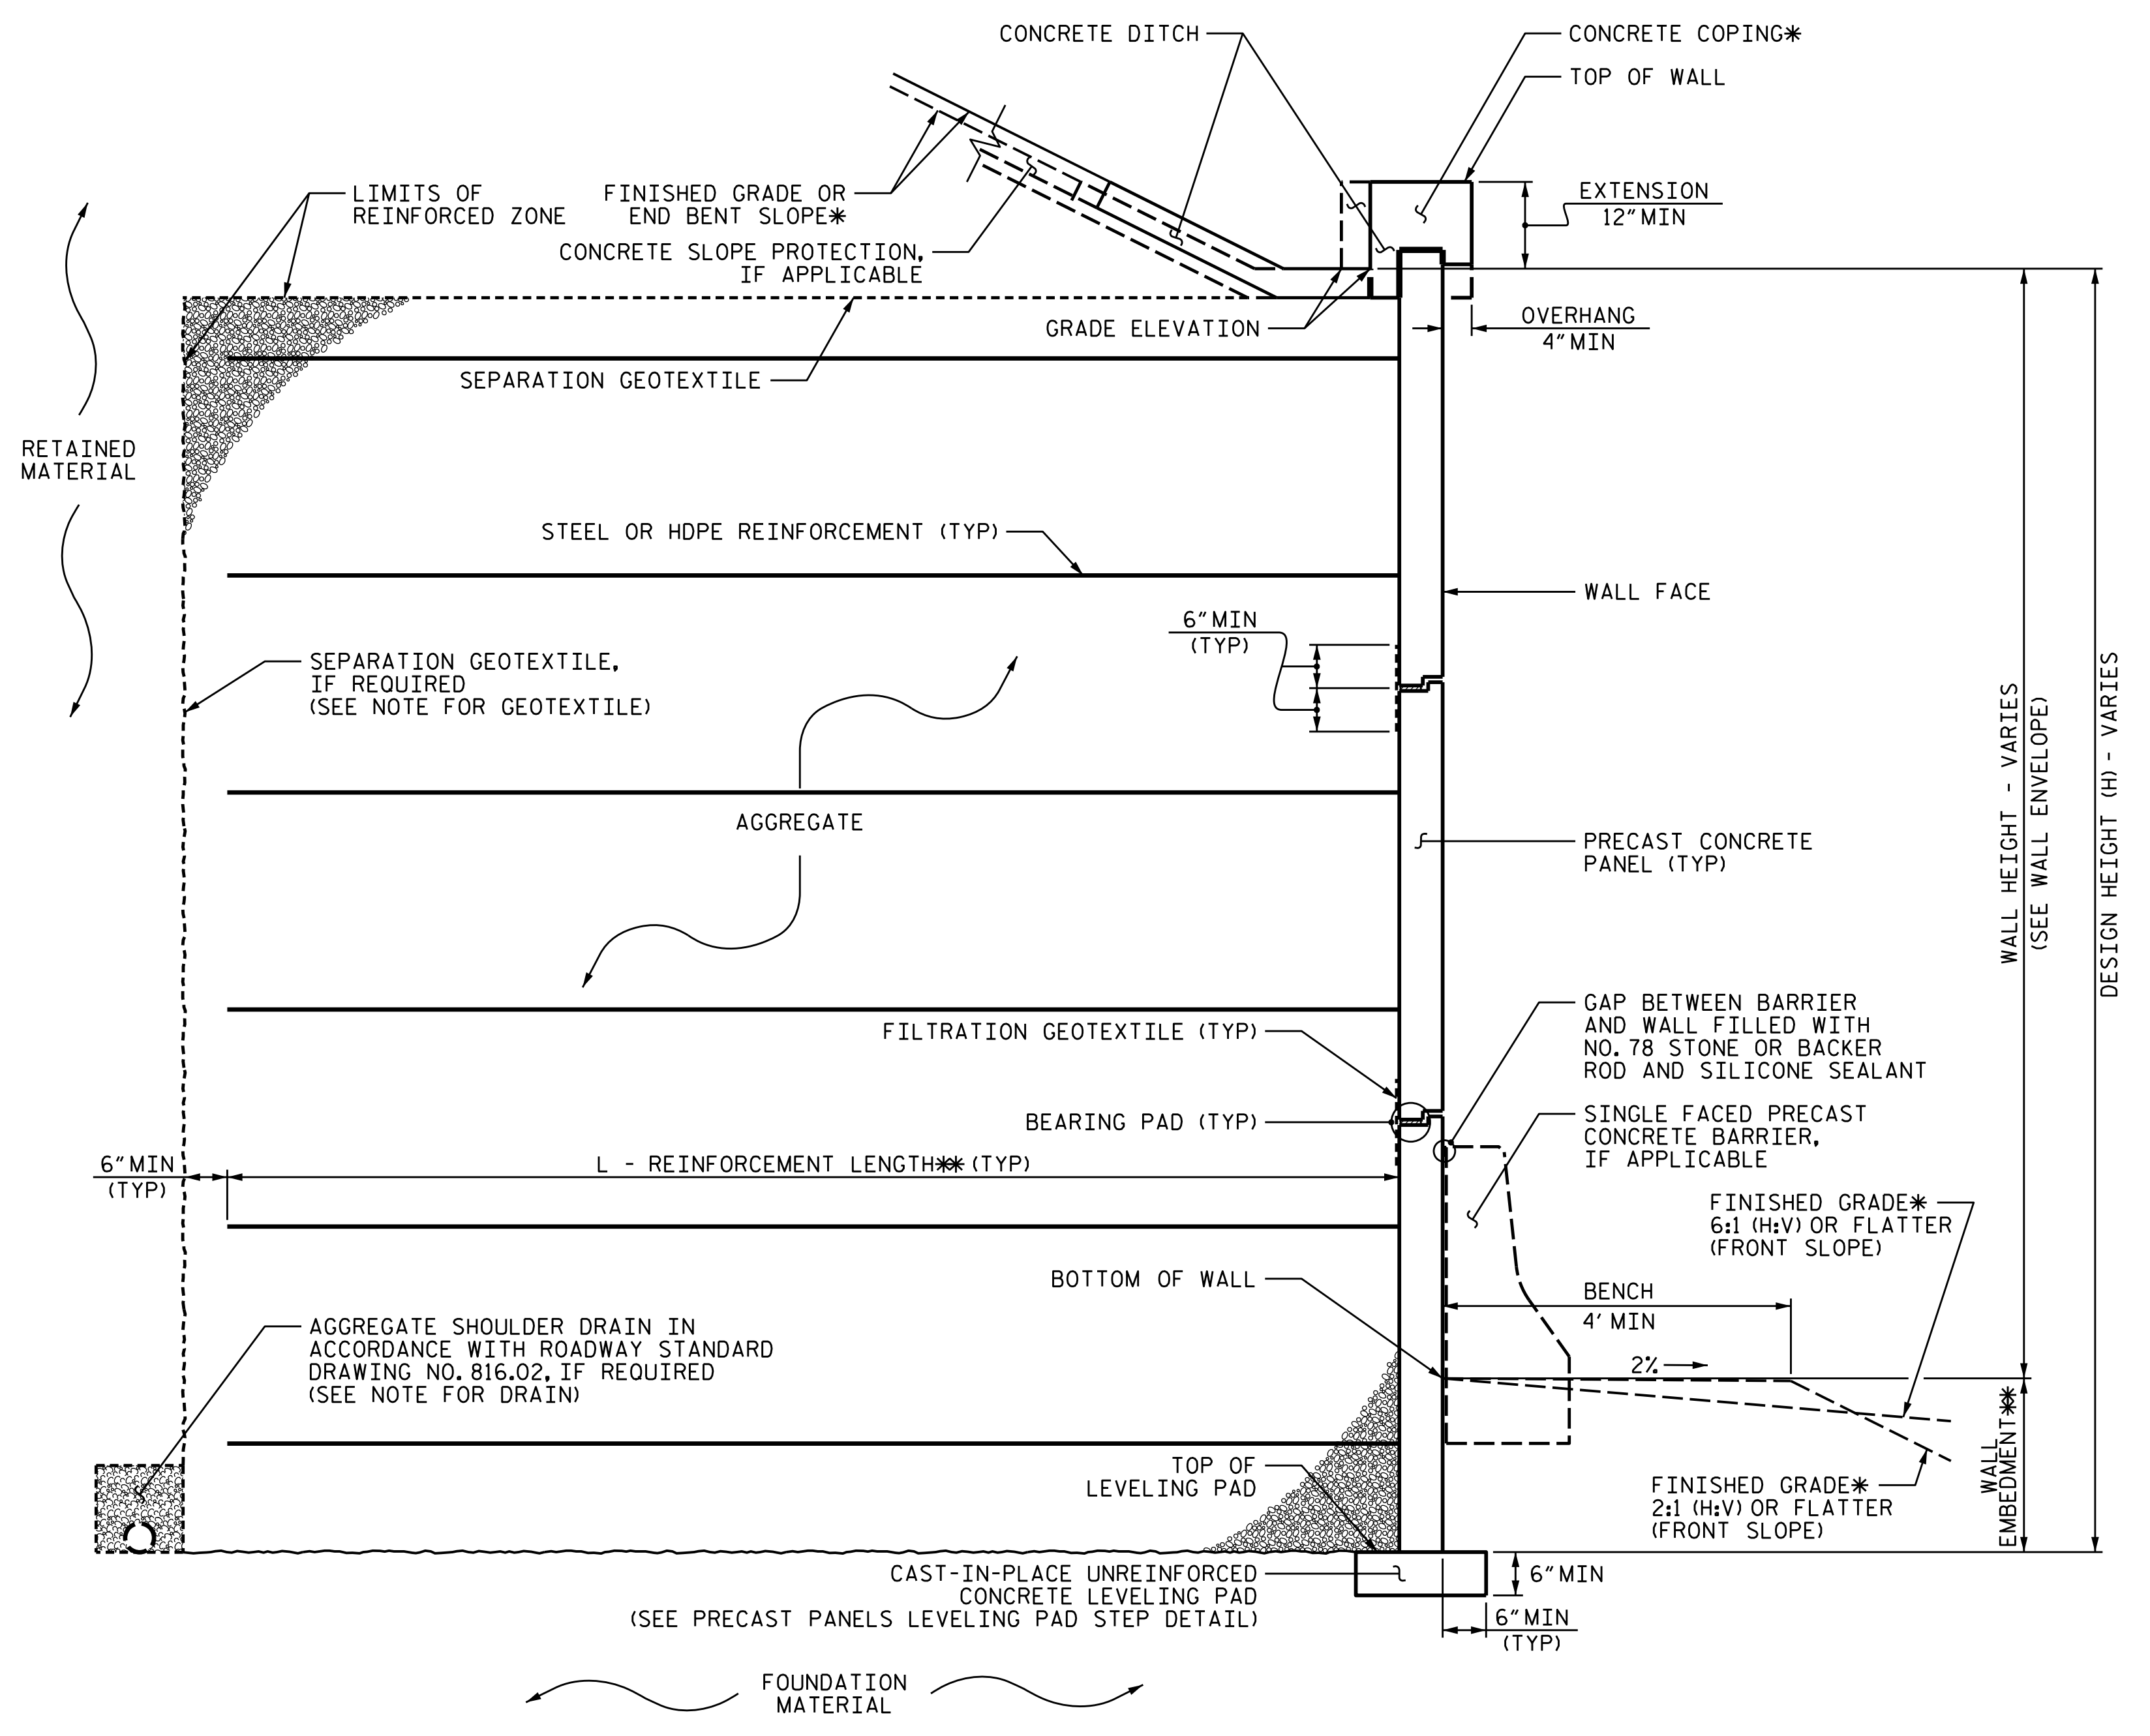 CONCRETE DITCH
CONCRETE COPING*
TOP OF WALL
LIMITS OF
REINFORCED ZONE
FINISHED GRADE OR
END BENT SLOPE*
EXTENSION
12" MIN
CONCRETE SLOPE PROTECTION,
IF APPLICABLE
GRADE ELEVATION
OVERHANG
4" MIN
SEPARATION GEOTEXTILE
RETAINED
MATERIAL
STEEL OR HDPE REINFORCEMENT (TYP)
WALL FACE
6" MIN
(TYP)
SEPARATION GEOTEXTILE,
IF REQUIRED
(SEE NOTE FOR GEOTEXTILE)
WALL HEIGHT - VARIES
(SEE WALL ENVELOPE)
DESIGN HEIGHT (H) - VARIES
AGGREGATE
PRECAST CONCRETE
PANEL (TYP)
FILTRATION GEOTEXTILE (TYP)
GAP BETWEEN BARRIER
AND WALL FILLED WITH
NO. 78 STONE OR BACKER
ROD AND SILICONE SEALANT
BEARING PAD (TYP)
SINGLE FACED PRECAST
CONCRETE BARRIER,
IF APPLICABLE
6" MIN
(TYP)
L - REINFORCEMENT LENGTH** (TYP)
FINISHED GRADE*
6:1 (H:V) OR FLATTER
(FRONT SLOPE)
BOTTOM OF WALL
BENCH
4' MIN
2%
AGGREGATE SHOULDER DRAIN IN
ACCORDANCE WITH ROADWAY STANDARD
DRAWING NO. 816.02, IF REQUIRED
(SEE NOTE FOR DRAIN)
WALL
EMBEDMENT**
TOP OF
LEVELING PAD
FINISHED GRADE*
2:1 (H:V) OR FLATTER
(FRONT SLOPE)
CAST-IN-PLACE UNREINFORCED
CONCRETE LEVELING PAD
(SEE PRECAST PANELS LEVELING PAD STEP DETAIL)
6" MIN
6" MIN
(TYP)
FOUNDATION
MATERIAL